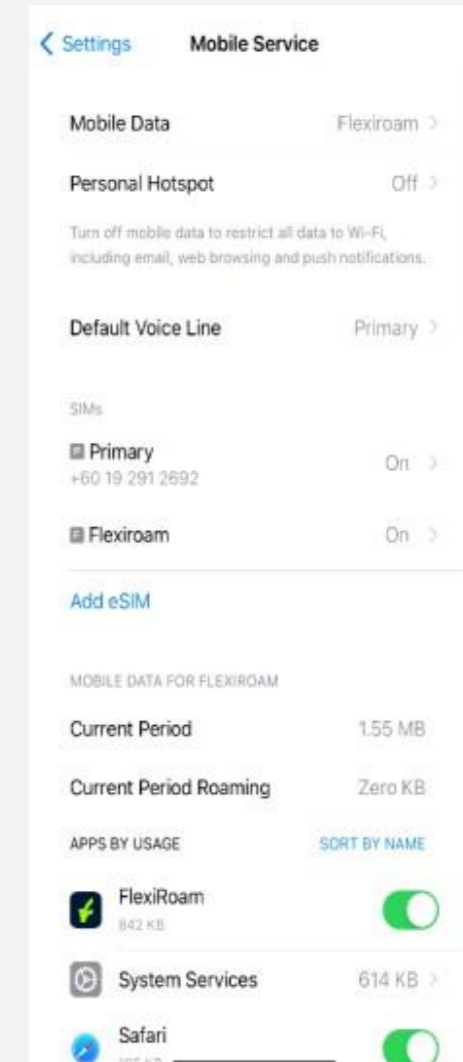 Settings Mobile Service
Mobile Data Flexiroam
Personal Hotspot Off
Turn off mobile data to restrict all data to Wi-Fi,
including email, web browsing and push notifications.
Default Voice Line Primary
SIMs
Primary On
+60 19 291 2692
Flexiroam On
Add eSIM
MOBILE DATA FOR FLEXIROAM
Current Period 1.55 MB
Current Period Roaming Zero KB
APPS BY USAGE SORT BY NAME
FlexiRoam
842 KB
System Services 614 KB
Safari